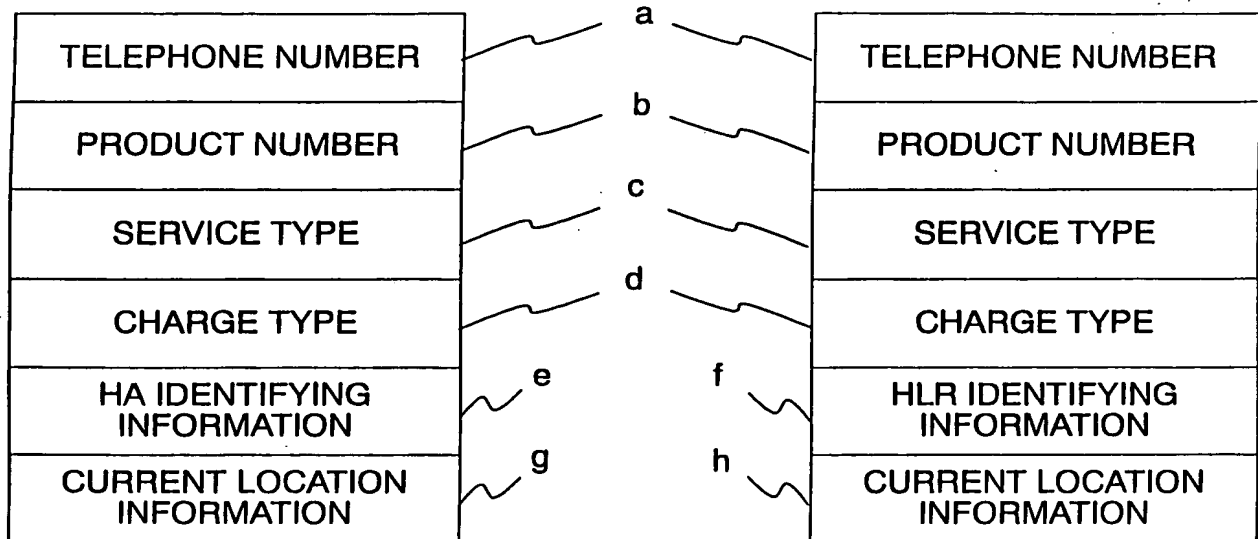 a
TELEPHONE NUMBER
TELEPHONE NUMBER
b
PRODUCT NUMBER
PRODUCT NUMBER
c
SERVICE TYPE
SERVICE TYPE
d
CHARGE TYPE
CHARGE TYPE
e
f
HA IDENTIFYING
INFORMATION
HLR IDENTIFYING
INFORMATION
g
h
CURRENT LOCATION
INFORMATION
CURRENT LOCATION
INFORMATION